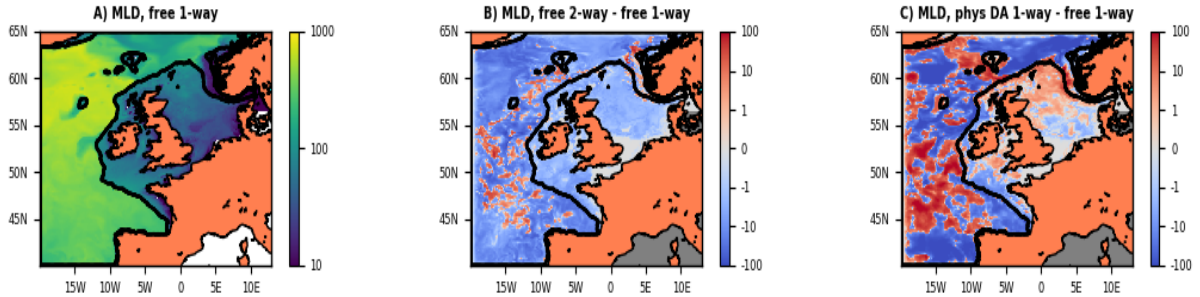 A) MLD, free 1-way
65N
60N
55N
50N
45N
15W 10W 5W 0 5E 10E
1000
100
10
B) MLD, free 2-way - free 1-way
65N
60N
55N
50N
45N
15W 10W 5W 0 5E 10E
100
10
1
0
-1
-10
-100
C) MLD, phys DA 1-way - free 1-way
65N
60N
55N
50N
45N
15W 10W 5W 0 5E 10E
100
10
1
0
-1
-10
-100